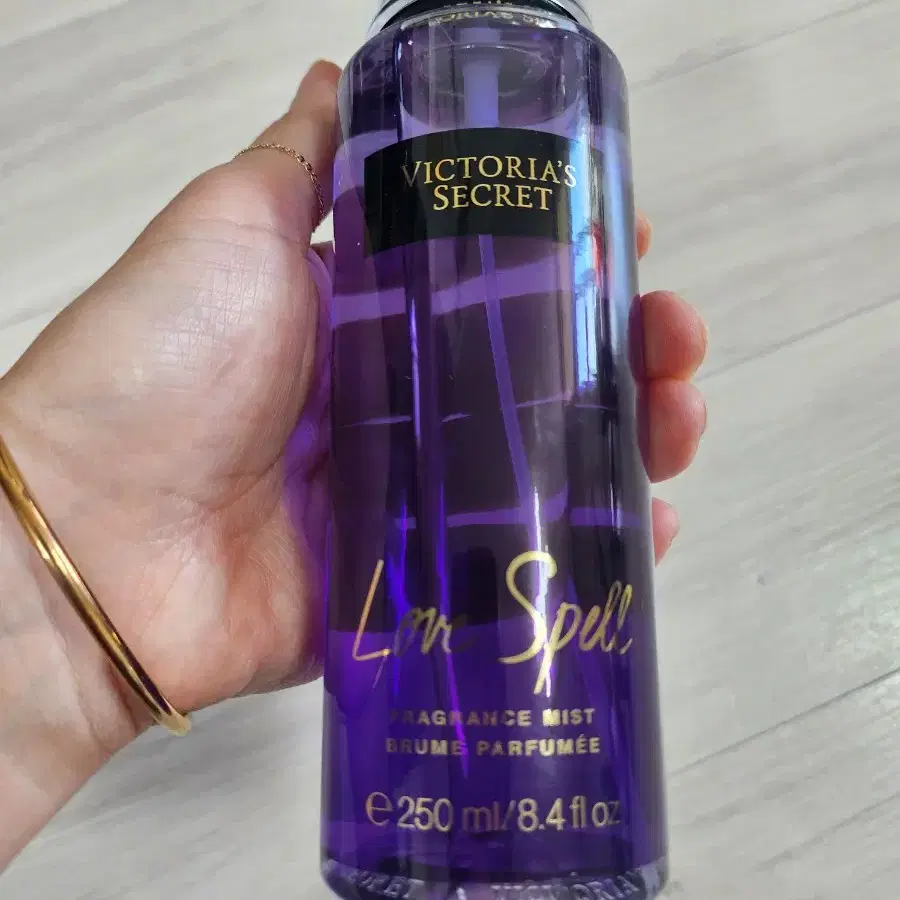 VICTORIA'S
SECRET
Love Spell
FRAGRANCE MIST
BRUME PARFUMÉE
e 250 ml/8.4 fl oz